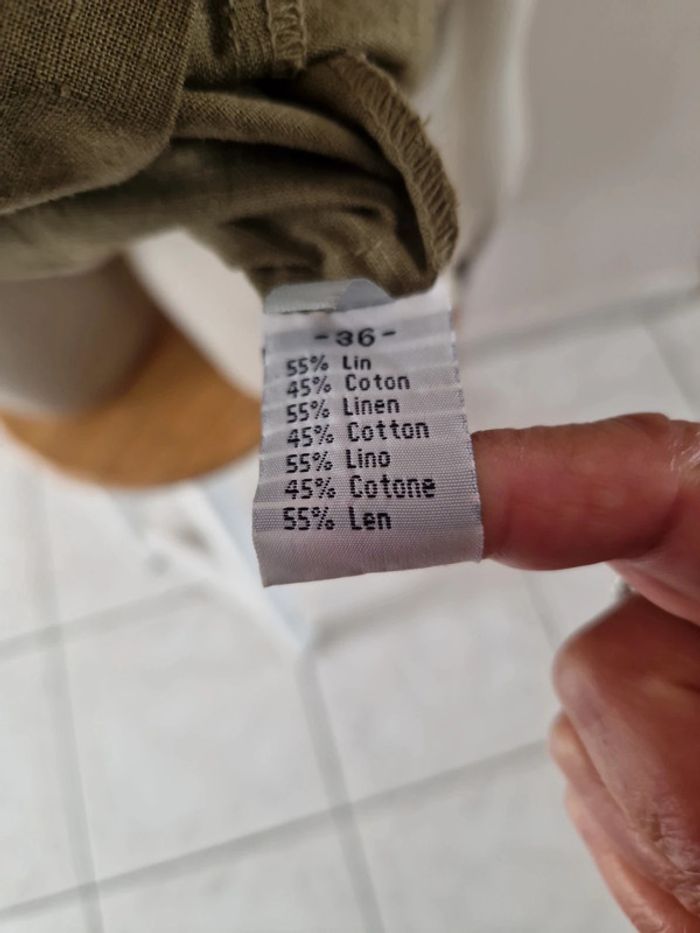 -36-
55% Lin
45% Coton
55% Linen
45% Cotton
55% Lino
45% Cotone
55% Len